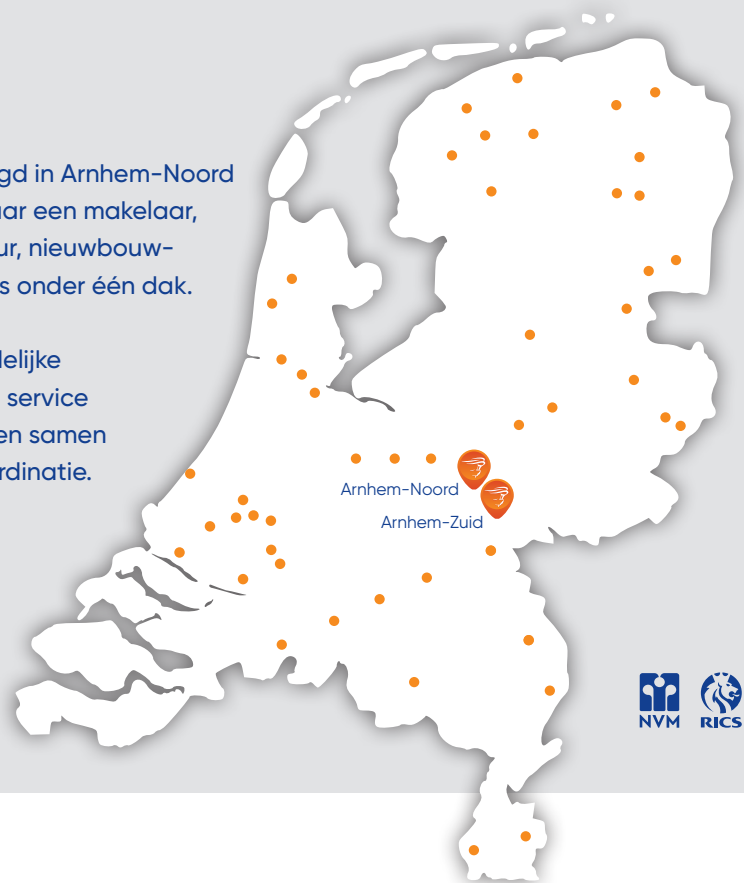 gd in Arnhem-Noord
ar een makelaar,
ur, nieuwbouw-
s onder één dak.
delijke
service
en samen
rdinatie.
Arnhem-Noord
Arnhem-Zuid
NVM
RICS